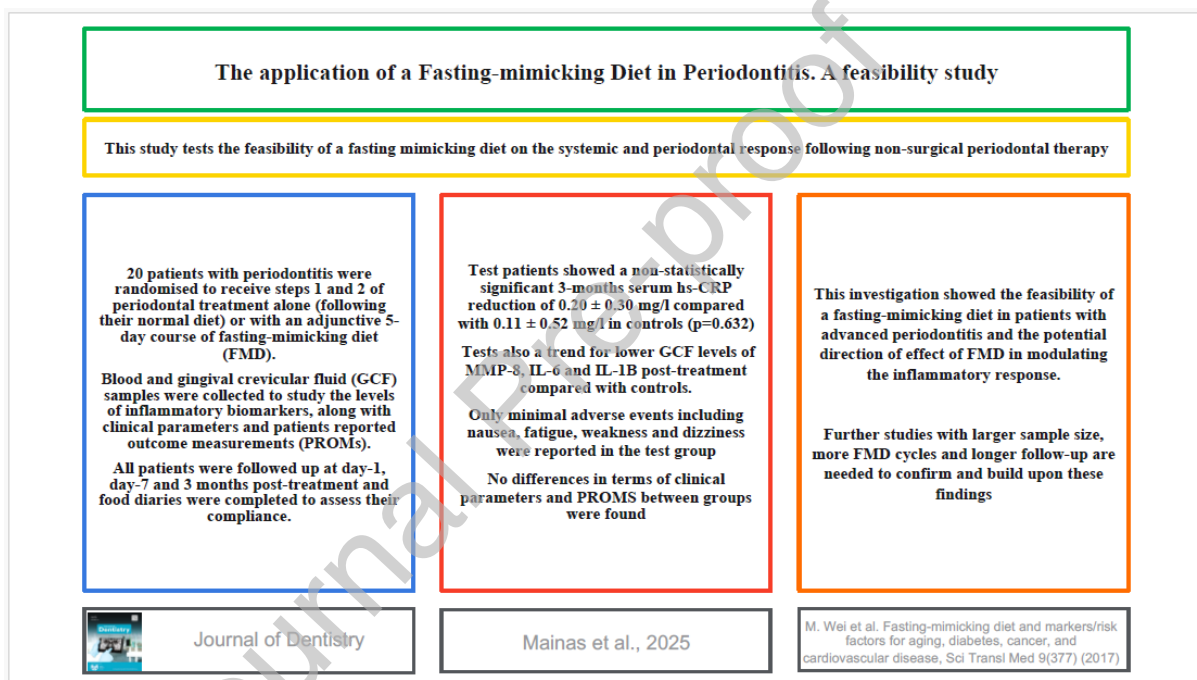 The application of a Fasting-mimicking Diet in Periodontitis. A feasibility study
This study tests the feasibility of a fasting mimicking diet on the systemic and periodontal response following non-surgical periodontal therapy
20 patients with periodontitis were
randomised to receive steps 1 and 2 of
periodontal treatment alone (following
their normal diet) or with an adjunctive 5-
day course of fasting-mimicking diet
(FMD).
Blood and gingival crevicular fluid (GCF)
samples were collected to study the levels
of inflammatory biomarkers, along with
clinical parameters and patients reported
outcome measurements (PROMs).
All patients were followed up at day-1,
day-7 and 3 months post-treatment and
food diaries were completed to assess their
compliance.
Test patients showed a non-statistically
significant 3-months serum hs-CRP
reduction of 0.20 ± 0.30 mg/l compared
with 0.11 ± 0.52 mg/l in controls (p=0.632)
Tests also a trend for lower GCF levels of
MMP-8, IL-6 and IL-1B post-treatment
compared with controls.
Only minimal adverse events including
nausea, fatigue, weakness and dizziness
were reported in the test group
No differences in terms of clinical
parameters and PROMS between groups
were found
This investigation showed the feasibility of
a fasting-mimicking diet in patients with
advanced periodontitis and the potential
direction of effect of FMD in modulating
the inflammatory response.
Further studies with larger sample size,
more FMD cycles and longer follow-up are
needed to confirm and build upon these
findings
Dentistry
Journal of Dentistry
Mainas et al., 2025
M. Wei et al. Fasting-mimicking diet and markers/risk
factors for aging, diabetes, cancer, and
cardiovascular disease, Sci Transl Med 9(377) (2017)
urnal Pre-proof